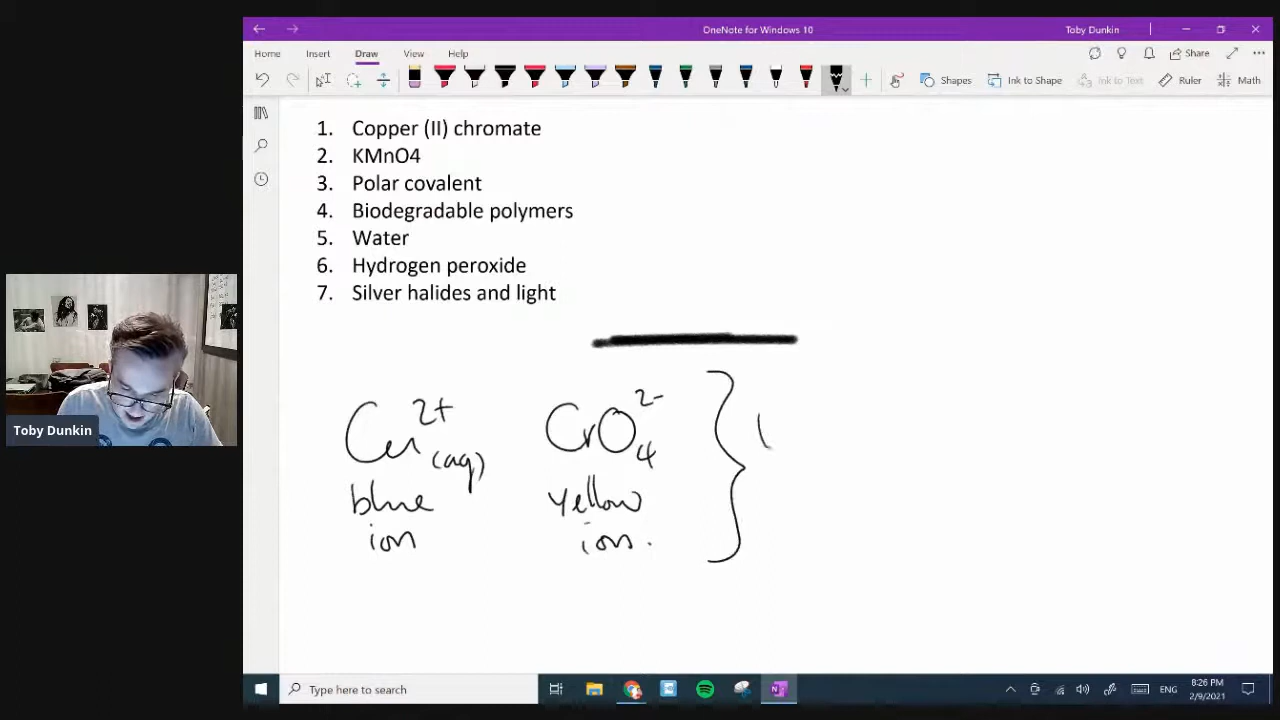 OneNote for Windows 10
Toby Dunkin
Home Insert Draw View Help
Share
Shapes
Ink to Shape
Ink to Text
Ruler
Math
1. Copper (II) chromate
2. KMnO4
3. Polar covalent
4. Biodegradable polymers
5. Water
6. Hydrogen peroxide
7. Silver halides and light
Cu2+(aq) CrO42-
blue yellow
ion ion.
Toby Dunkin
Type here to search
ENG
8:26 PM
2/9/2021